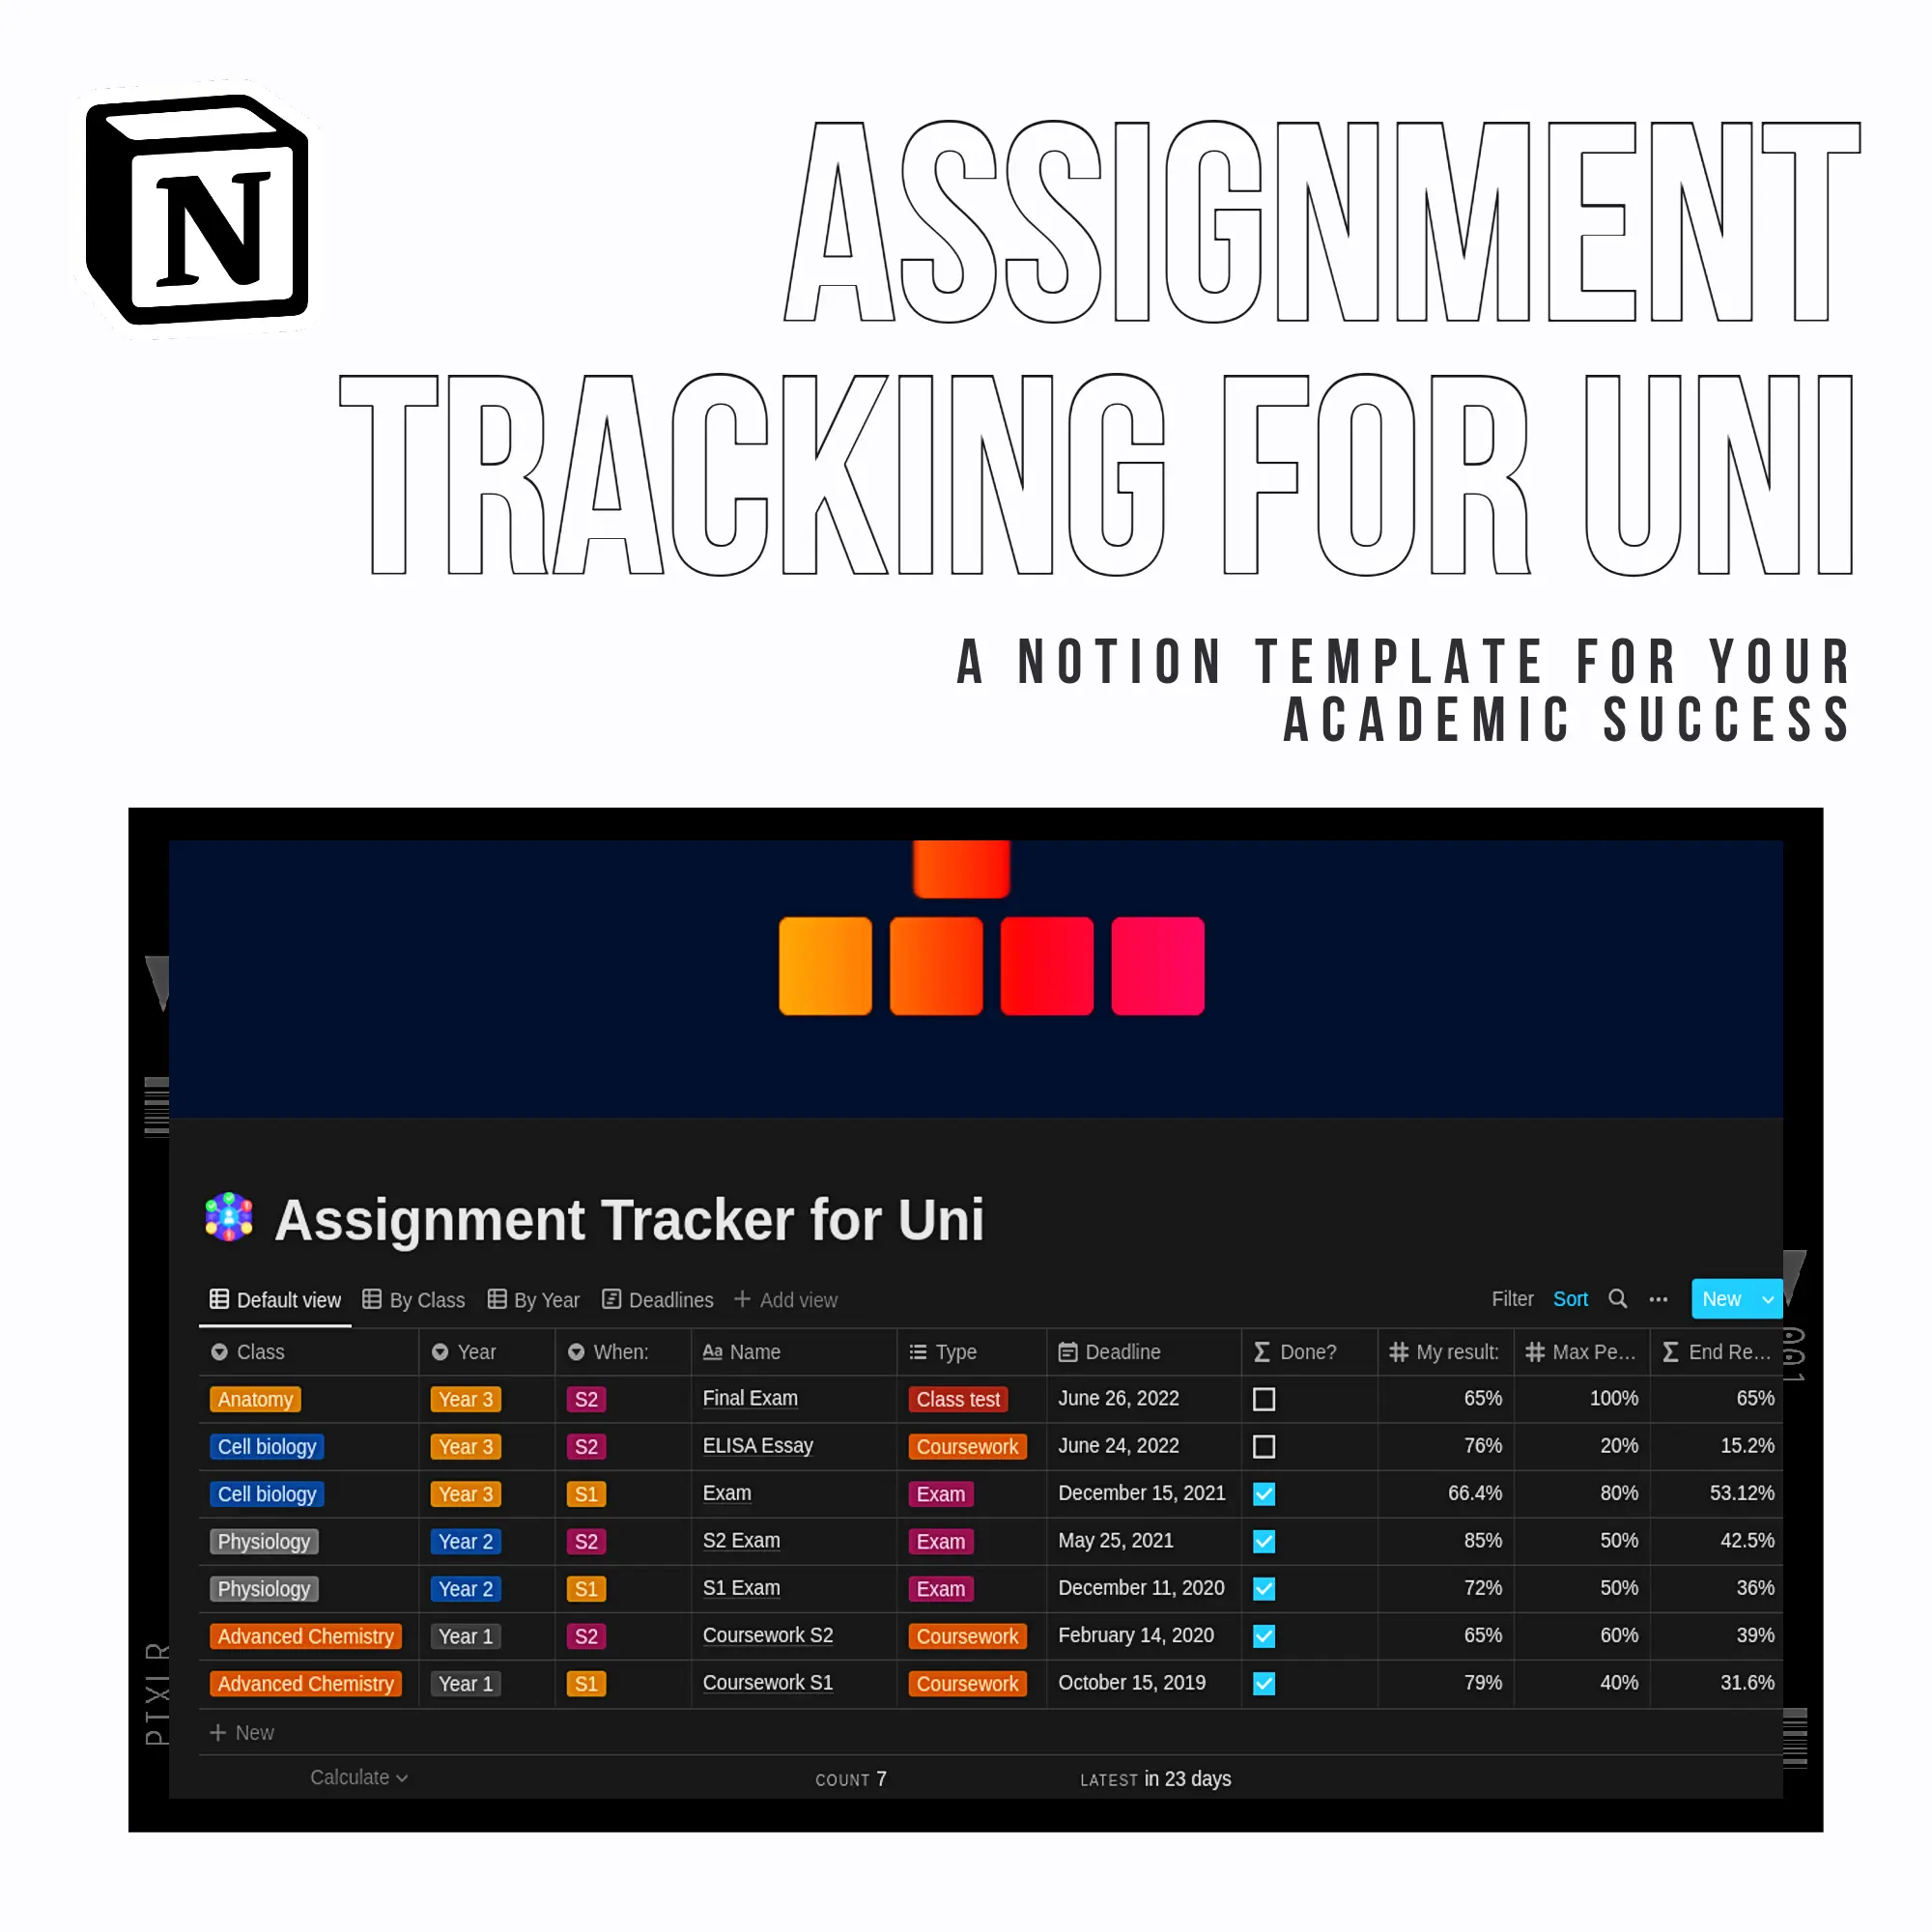 N
ASSIGNMENT
TRACKING FOR UNI
A NOTION TEMPLATE FOR YOUR
ACADEMIC SUCCESS
Assignment Tracker for Uni
Default view By Class By Year Deadlines + Add view Filter Sort ... New
Class Year When: Aa Name Type Deadline Σ Done? # My result: # Max Pe... Σ End Re...
Anatomy Year 3 S2 Final Exam Class test June 26, 2022 65% 100% 65%
Cell biology Year 3 S2 ELISA Essay Coursework June 24, 2022 76% 20% 15.2%
Cell biology Year 3 S1 Exam Exam December 15, 2021 66.4% 80% 53.12%
Physiology Year 2 S2 S2 Exam Exam May 25, 2021 85% 50% 42.5%
Physiology Year 2 S1 S1 Exam Exam December 11, 2020 72% 50% 36%
Advanced Chemistry Year 1 S2 Coursework S2 Coursework February 14, 2020 65% 60% 39%
Advanced Chemistry Year 1 S1 Coursework S1 Coursework October 15, 2019 79% 40% 31.6%
+ New
Calculate COUNT 7 LATEST in 23 days
PIXIR